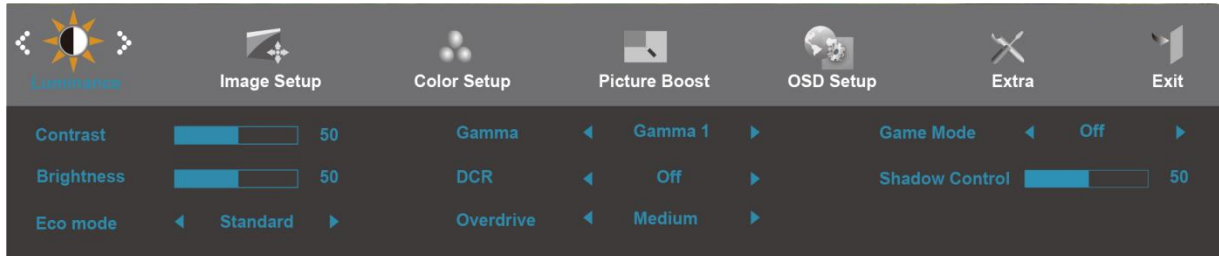 Luminance
Image Setup
Color Setup
Picture Boost
OSD Setup
Extra
Exit
Contrast 50
Gamma Gamma 1
Game Mode Off
Brightness 50
DCR Off
Shadow Control 50
Eco mode Standard
Overdrive Medium